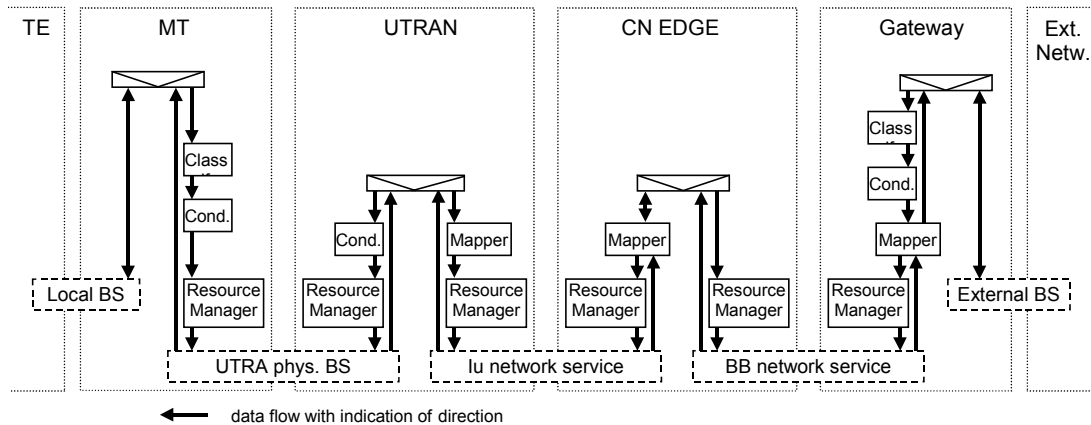 TE
MT
UTRAN
CN EDGE
Gateway
Ext.
Netw.
Class
Cond.
Resource
Manager
Cond.
Resource
Manager
Mapper
Resource
Manager
Mapper
Resource
Manager
Resource
Manager
Class
Cond.
Mapper
Resource
Manager
Local BS
External BS
UTRA phys. BS
Iu network service
BB network service
data flow with indication of direction